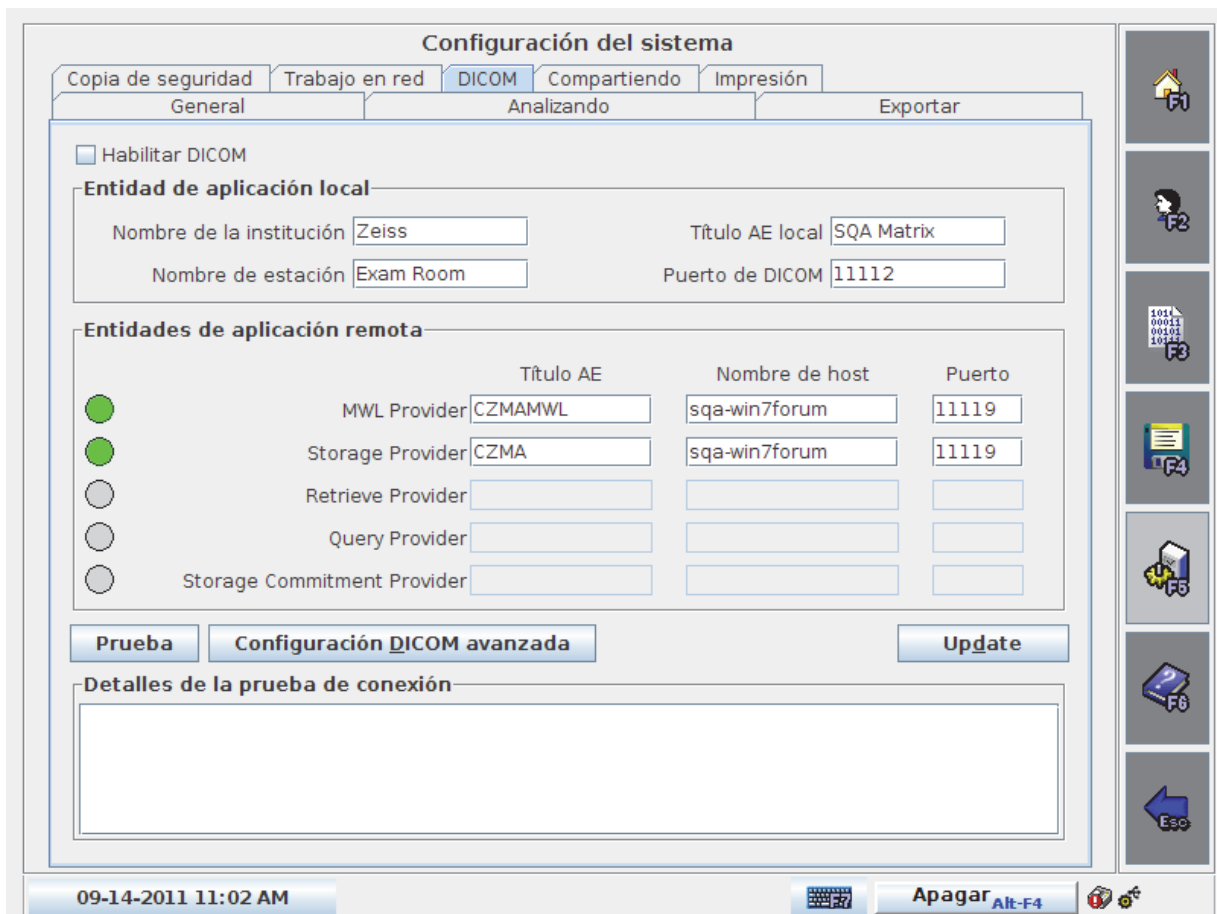 Configuración del sistema
Copia de seguridad Trabajo en red DICOM Compartiendo Impresión
General Analizando Exportar
Habilitar DICOM
Entidad de aplicación local
Nombre de la institución Zeiss Título AE local SQA Matrix
Nombre de estación Exam Room Puerto de DICOM 11112
Entidades de aplicación remota
Título AE Nombre de host Puerto
MWL Provider CZMAMWL sqa-win7forum 11119
Storage Provider CZMA sqa-win7forum 11119
Retrieve Provider
Query Provider
Storage Commitment Provider
Prueba Configuración DICOM avanzada Update
Detalles de la prueba de conexión
09-14-2011 11:02 AM F7 Apagar Alt-F4
F1
F2
F3
F4
F5
F6
Esc